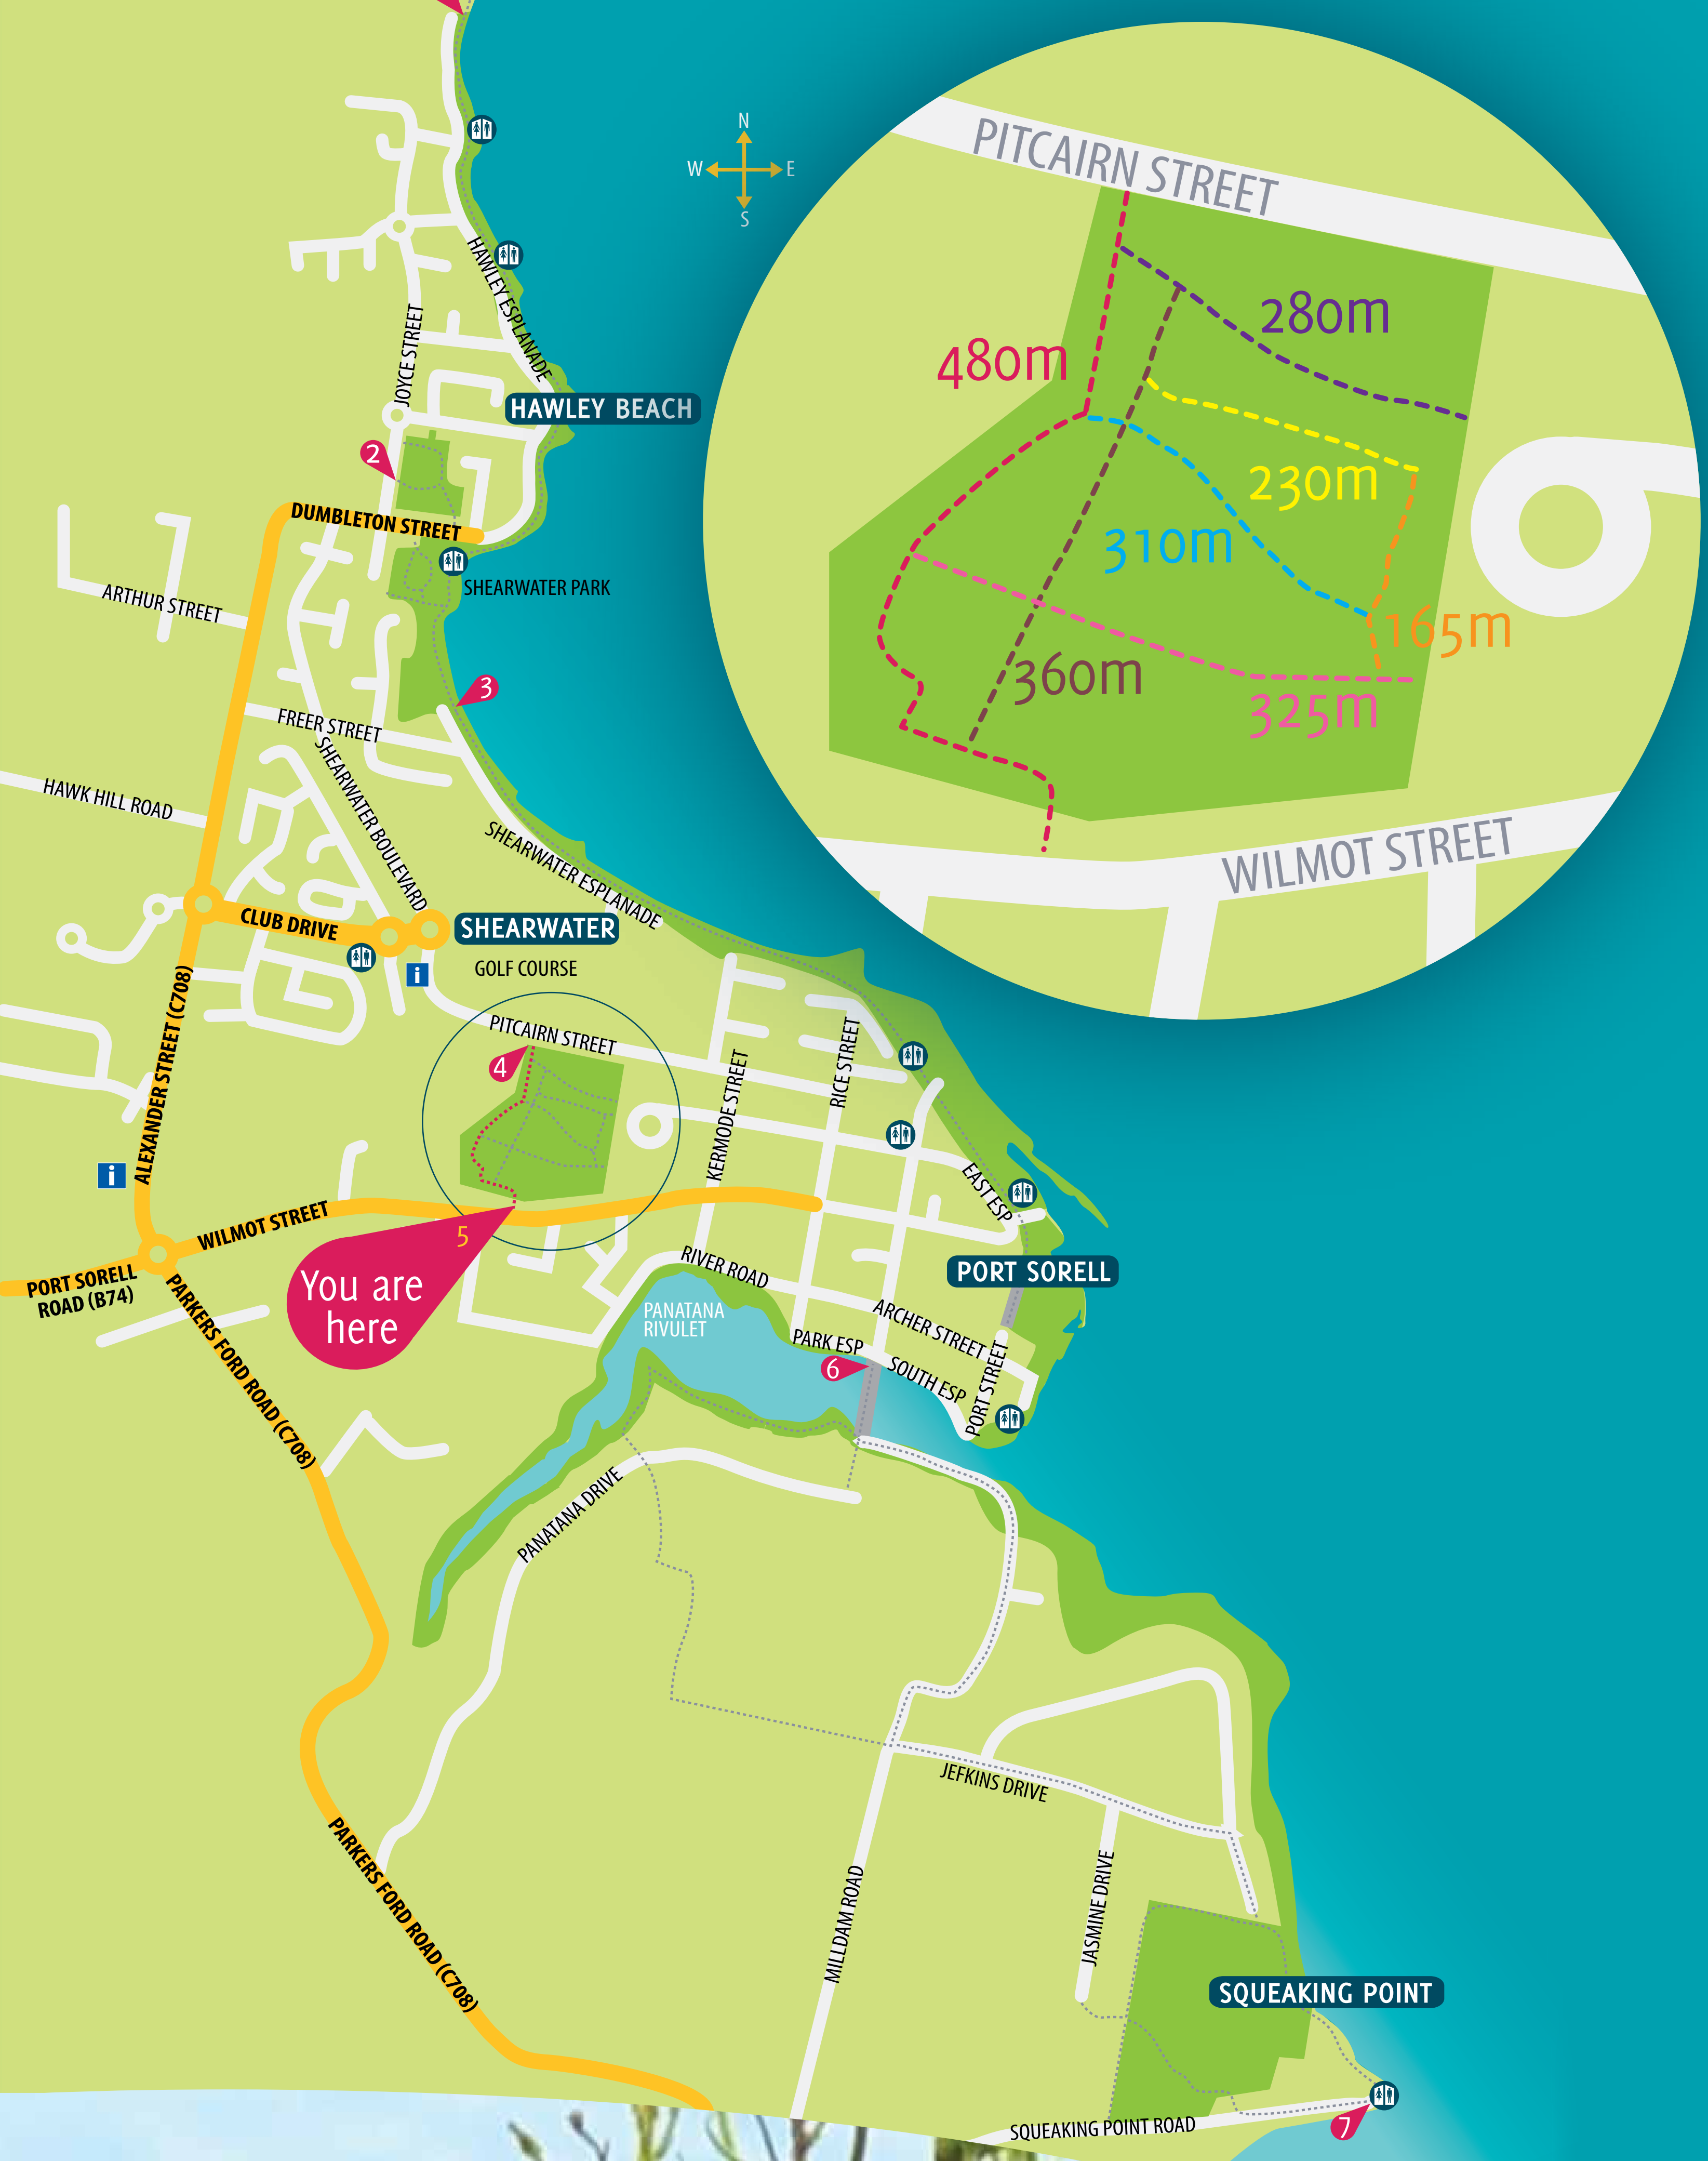 N
W
E
S
PITCAIRN STREET
480m
280m
230m
310m
165m
360m
325m
WILMOT STREET
HAWLEY ESPLANADE
JOYCE STREET
HAWLEY BEACH
2
DUMBLETON STREET
SHEARWATER PARK
ARTHUR STREET
3
FREER STREET
SHEARWATER BOULEVARD
HAWK HILL ROAD
SHEARWATER ESPLANADE
CLUB DRIVE
SHEARWATER
i
GOLF COURSE
ALEXANDER STREET (C708)
PITCAIRN STREET
4
KERMODE STREET
RICE STREET
i
EAST ESP
WILMOT STREET
5
PORT SORELL
ROAD (B74)
You are
here
RIVER ROAD
PORT SORELL
PANATANA
RIVULET
PARK ESP
ARCHER STREET
6
SOUTH ESP
PORT STREET
PARKERS FORD ROAD (C708)
PANATANA DRIVE
JEFKINS DRIVE
PARKERS FORD ROAD (C708)
MILLDAM ROAD
JASMINE DRIVE
SQUEAKING POINT
SQUEAKING POINT ROAD
7